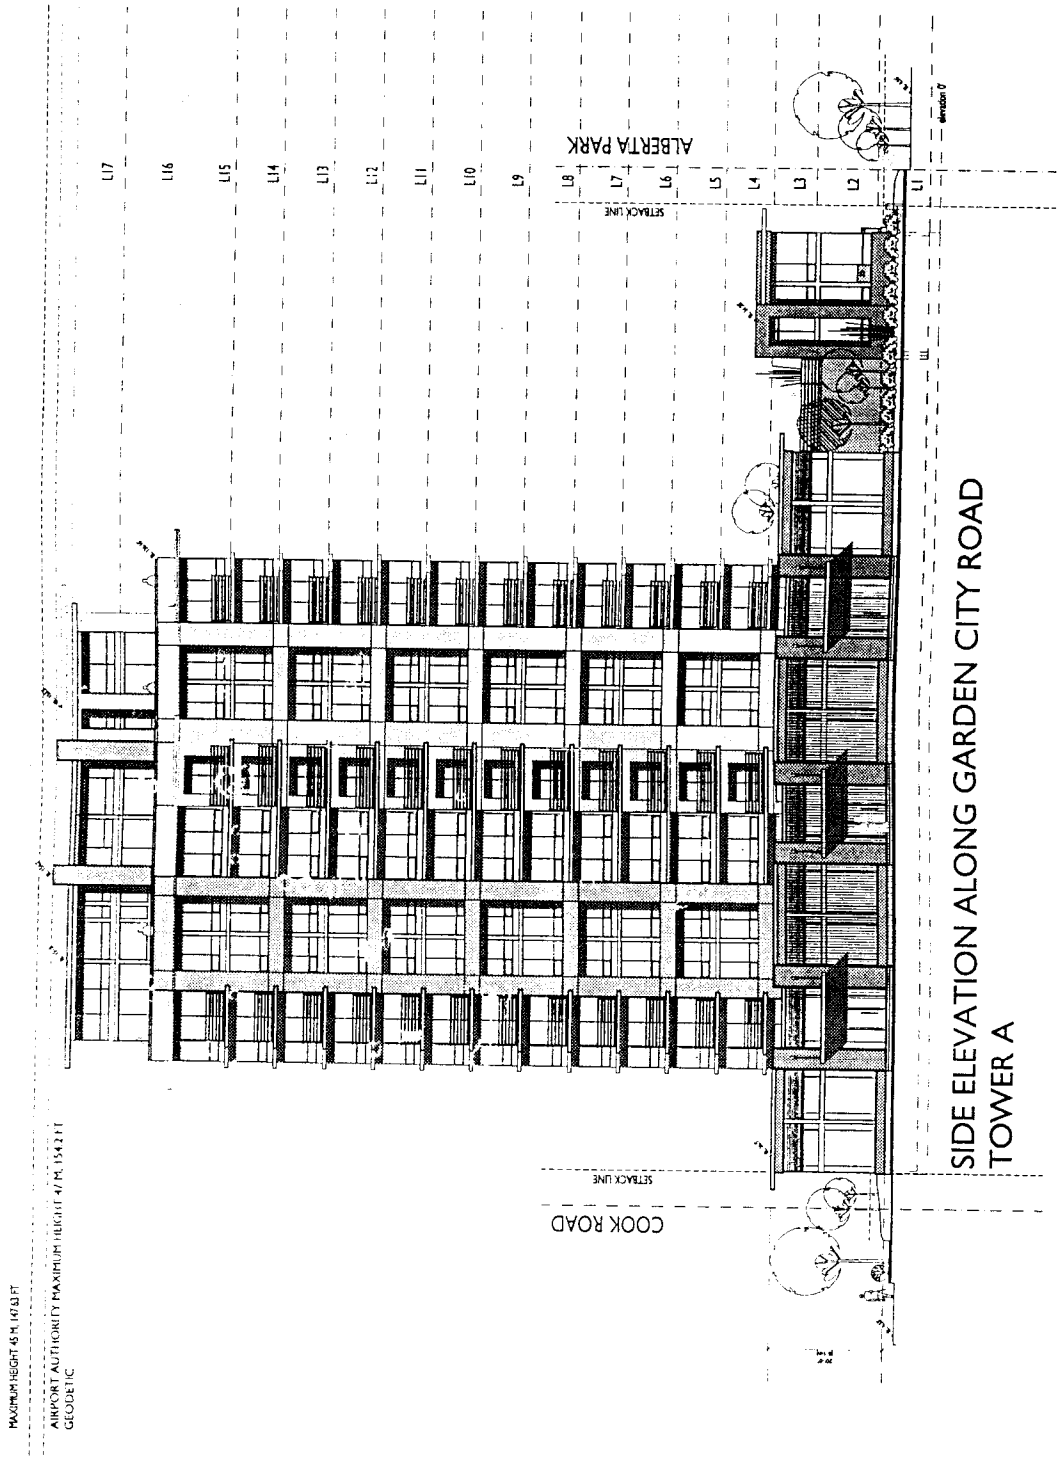 MAXIMUM HEIGHT 45 M, 147.63 FT
AIRPORT AUTHORITY MAXIMUM HEIGHT 47 M, 154.2 FT
GEODETIC
L17
L16
L15
L14
L13
L12
L11
L10
L9
L8
L7
L6
L5
L4
L3
L2
L1
COOK ROAD
SETBACK LINE
SETBACK LINE
ALBERTA PARK
elevation 0'
SIDE ELEVATION ALONG GARDEN CITY ROAD
TOWER A